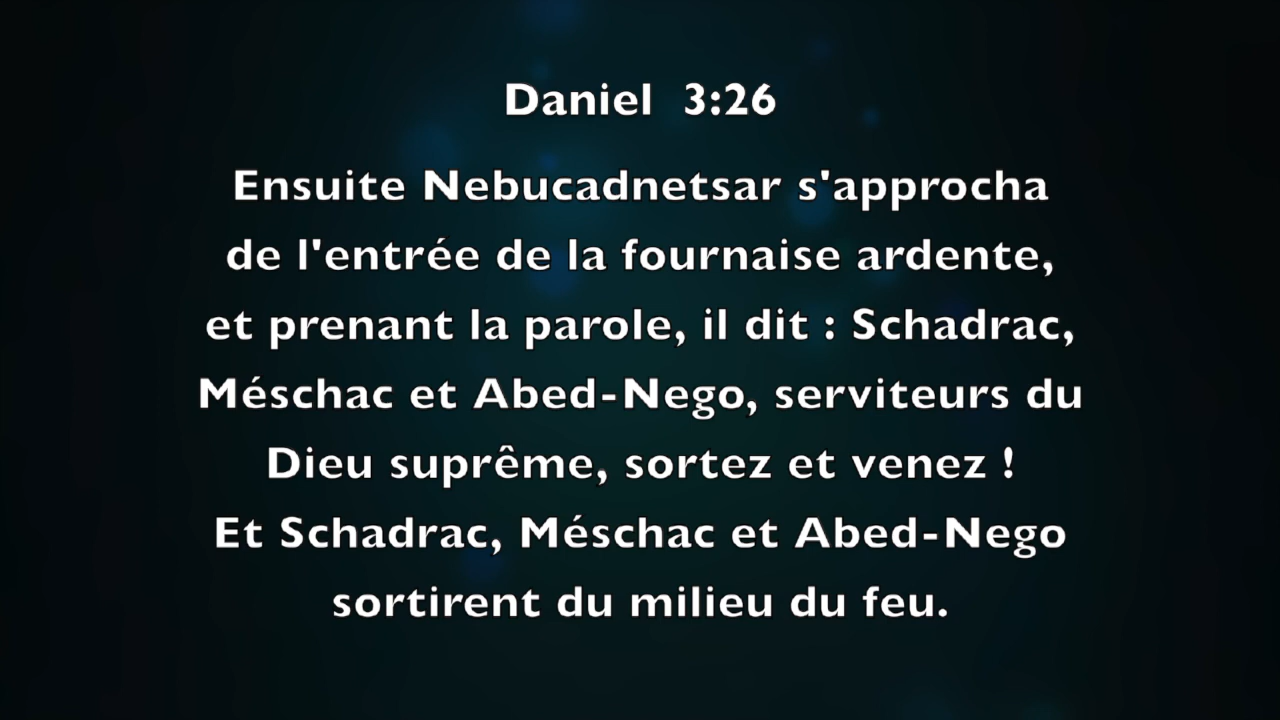 Daniel  3:26
Ensuite Nebucadnetsar s'approcha
de l'entrée de la fournaise ardente,
et prenant la parole, il dit : Schadrac,
Méschac et Abed-Nego, serviteurs du
Dieu suprême, sortez et venez !
Et Schadrac, Méschac et Abed-Nego
sortirent du milieu du feu.